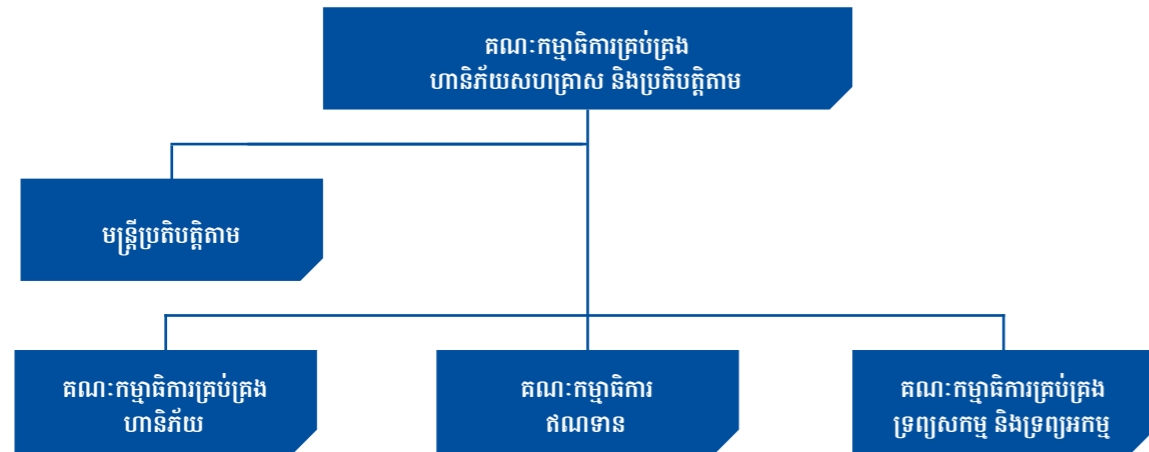 គណៈកម្មាធិការគ្រប់គ្រង
ហានិភ័យសហគ្រាស និងប្រតិបត្តិតាម
មន្ត្រីប្រតិបត្តិតាម
គណៈកម្មាធិការគ្រប់គ្រង
ហានិភ័យ
គណៈកម្មាធិការ
ឥណទាន
គណៈកម្មាធិការគ្រប់គ្រង
ទ្រព្យសកម្ម និងទ្រព្យអកម្ម